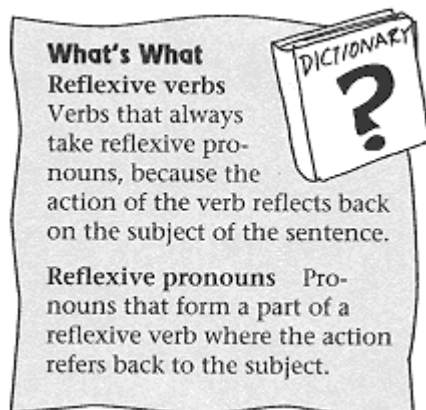 What's What
DICTIONARY
?
Reflexive verbs
Verbs that always
take reflexive pro-
nouns, because the
action of the verb reflects back
on the subject of the sentence.
Reflexive pronouns Pro-
nouns that form a part of a
reflexive verb where the action
refers back to the subject.